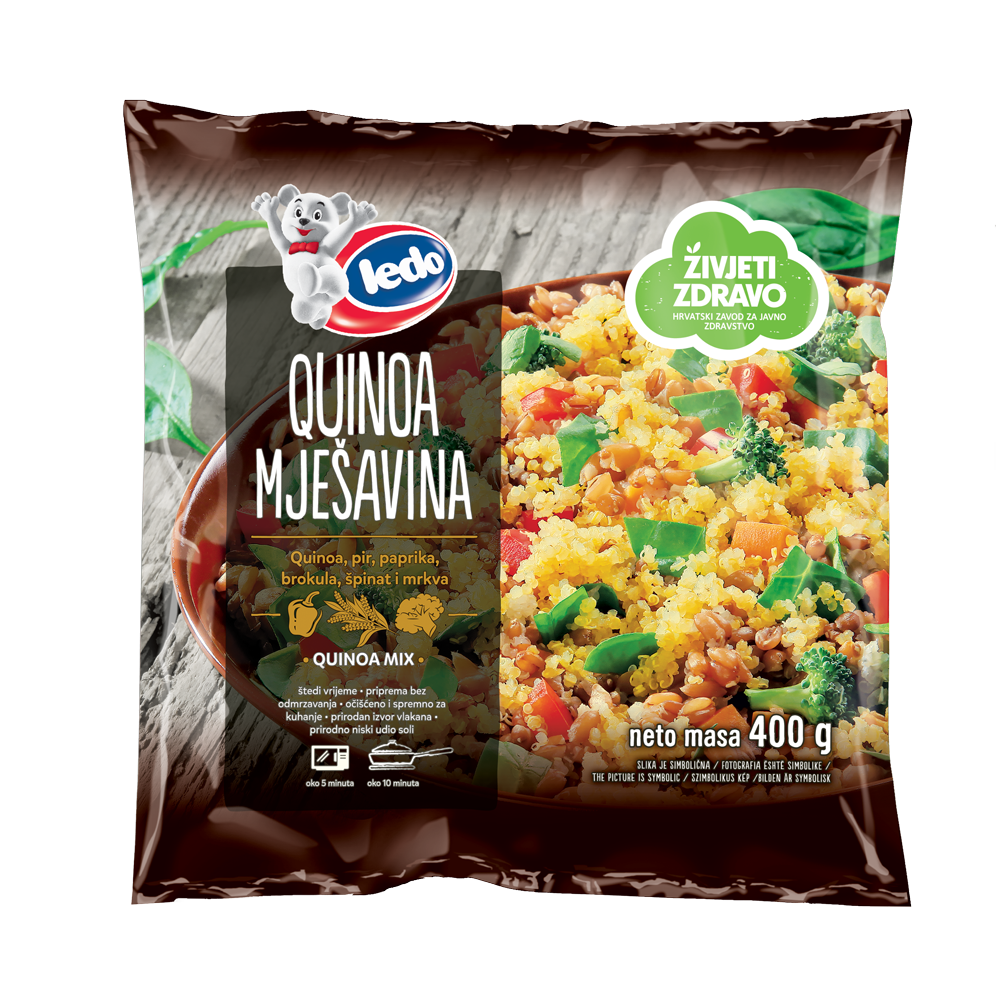 ledo
QUINOA
MJEŠAVINA
Quinoa, pir, paprika,
brokula, špinat i mrkva
• QUINOA MIX •
štedi vrijeme • priprema bez
odmrzavanja • očišćeno i spremno za
kuhanje • prirodan izvor vlakana •
prirodno niski udio soli
oko 5 minuta oko 10 minuta
ŽIVJETI
ZDRAVO
HRVATSKI ZAVOD ZA JAVNO
ZDRAVSTVO
neto masa 400 g
SLIKA JE SIMBOLIČNA / FOTOGRAFIA ËSHTË SIMBOLIKE /
THE PICTURE IS SYMBOLIC / SZIMBOLIKUS KÉP /BILDEN ÄR SYMBOLISK